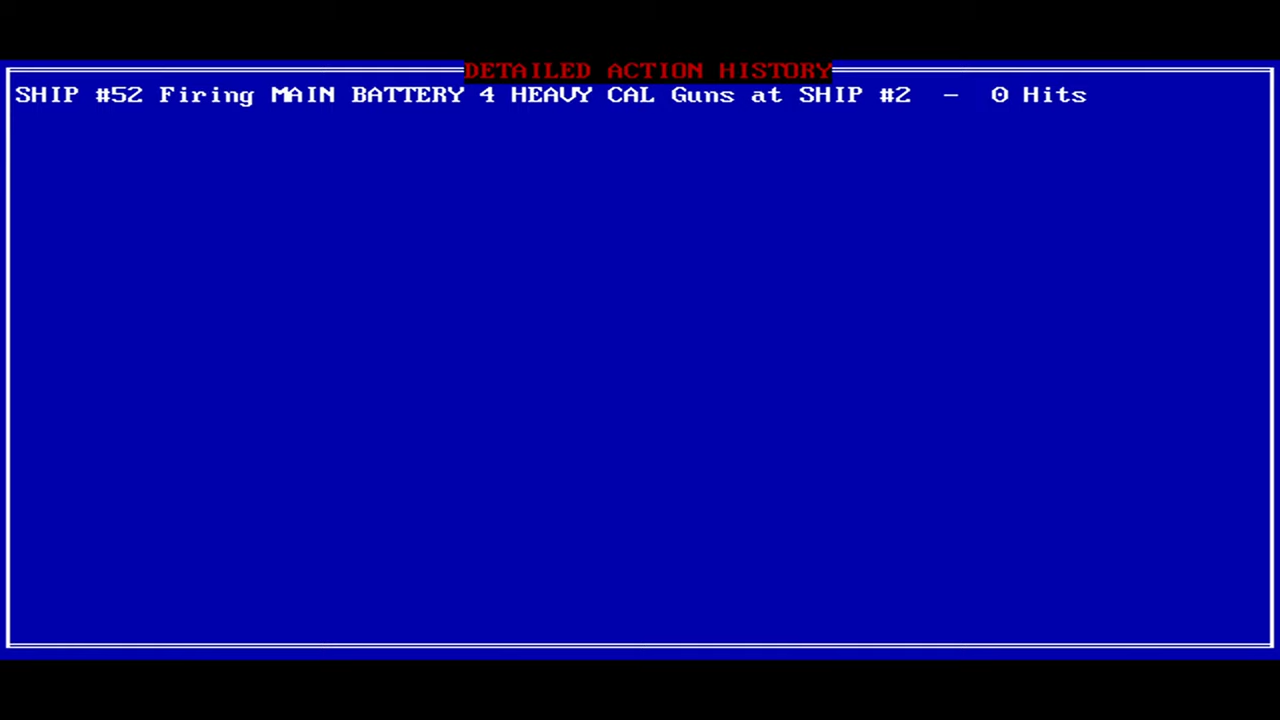 DETAILED ACTION HISTORY
SHIP #52 Firing MAIN BATTERY 4 HEAVY CAL Guns at SHIP #2 - 0 Hits